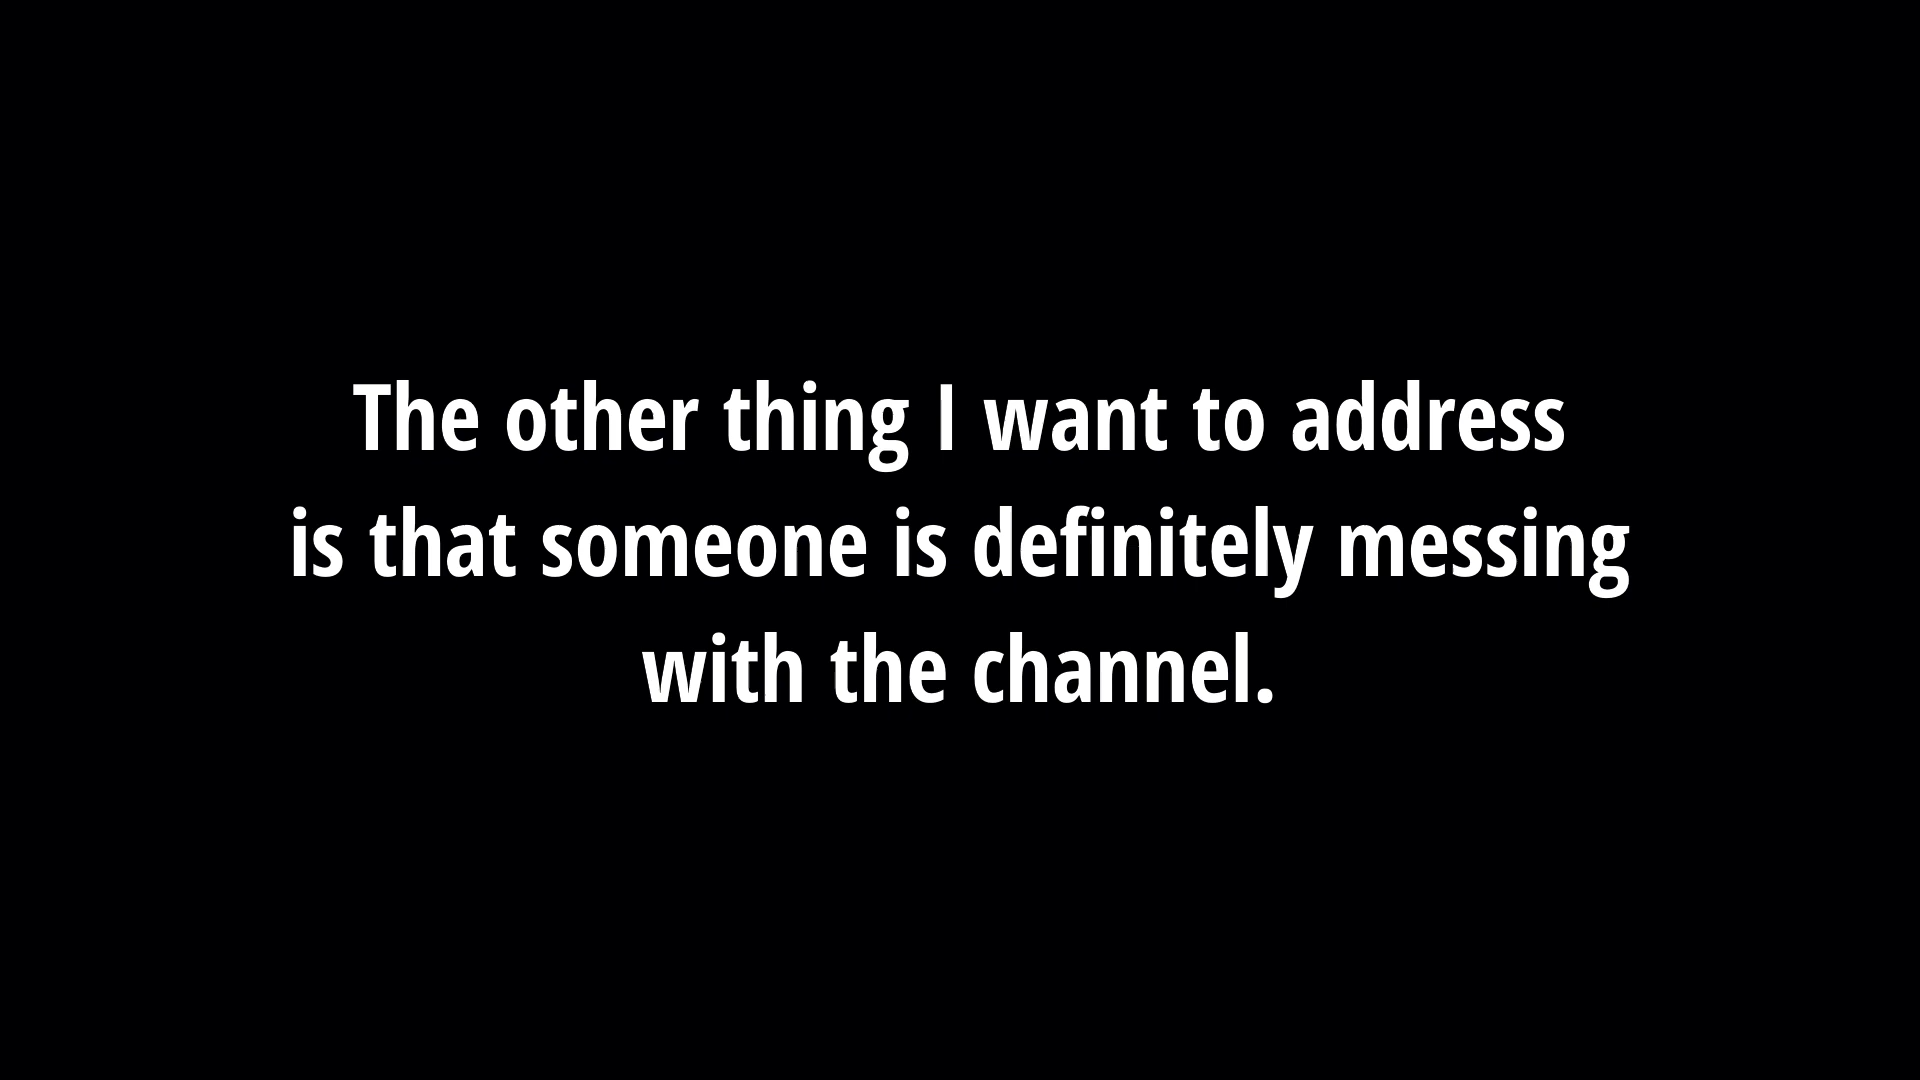 The other thing I want to address
is that someone is definitely messing
with the channel.